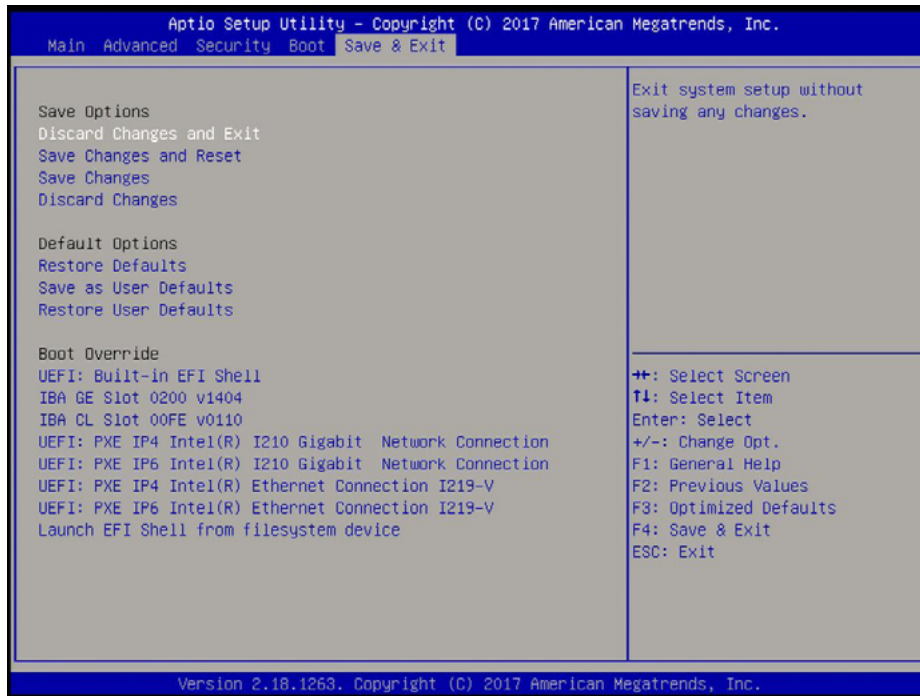 Aptio Setup Utility – Copyright (C) 2017 American Megatrends, Inc.
Main Advanced Security Boot Save & Exit
Save Options
Discard Changes and Exit
Save Changes and Reset
Save Changes
Discard Changes
Default Options
Restore Defaults
Save as User Defaults
Restore User Defaults
Boot Override
UEFI: Built-in EFI Shell
IBA GE Slot 0200 v1404
IBA CL Slot 00FE v0110
UEFI: PXE IP4 Intel(R) I210 Gigabit  Network Connection
UEFI: PXE IP6 Intel(R) I210 Gigabit  Network Connection
UEFI: PXE IP4 Intel(R) Ethernet Connection I219-V
UEFI: PXE IP6 Intel(R) Ethernet Connection I219-V
Launch EFI Shell from filesystem device
Exit system setup without
saving any changes.
→←: Select Screen
↑↓: Select Item
Enter: Select
+/-: Change Opt.
F1: General Help
F2: Previous Values
F3: Optimized Defaults
F4: Save & Exit
ESC: Exit
Version 2.18.1263. Copyright (C) 2017 American Megatrends, Inc.